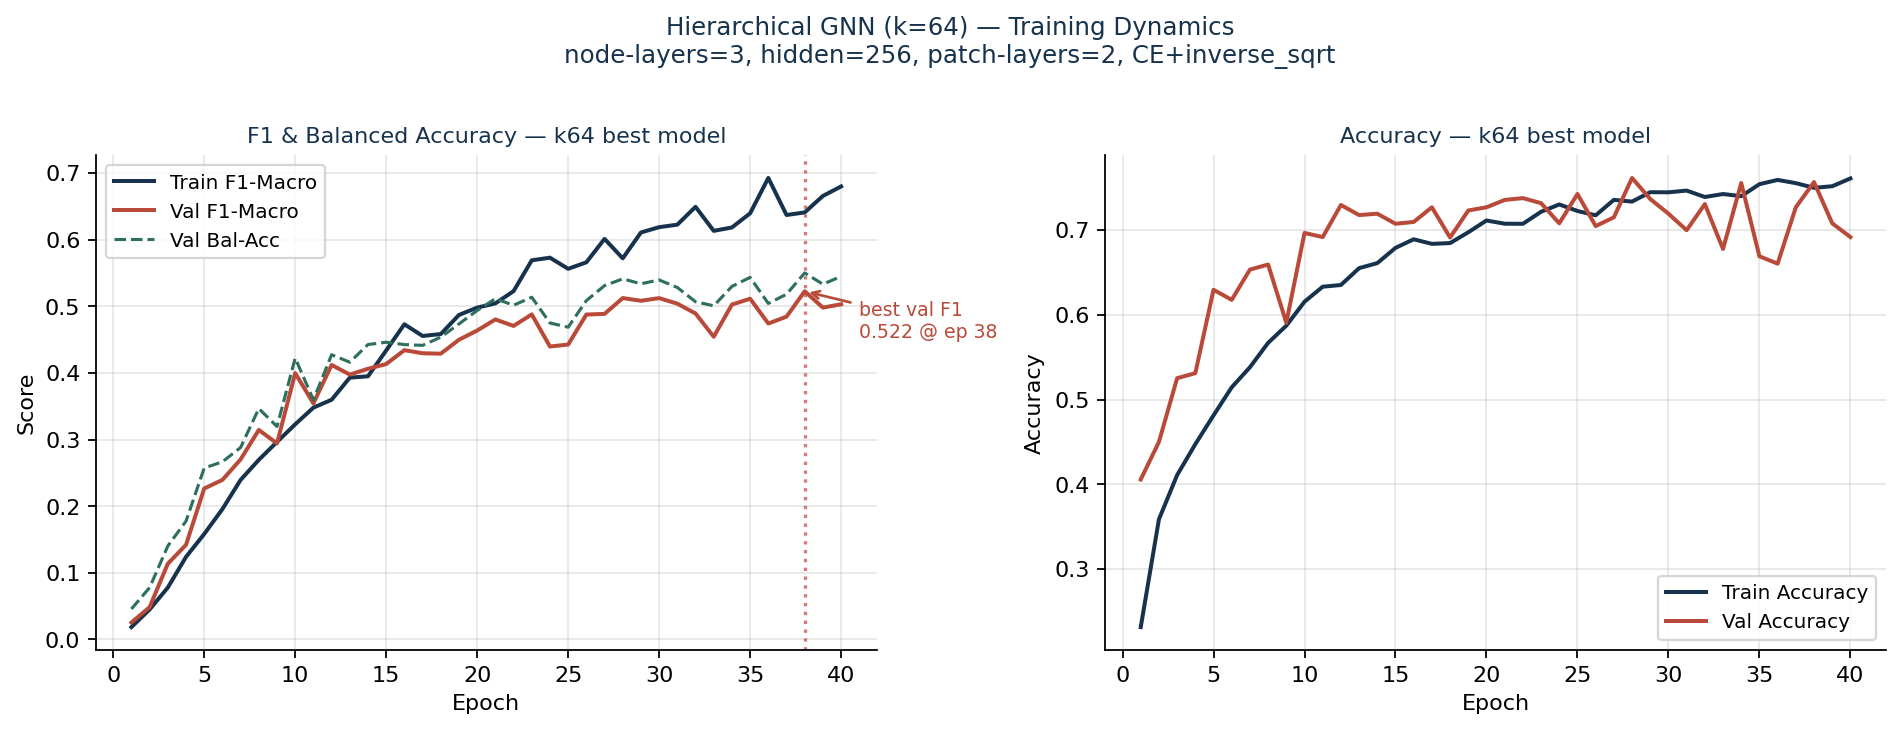 Hierarchical GNN (k=64) — Training Dynamics
node-layers=3, hidden=256, patch-layers=2, CE+inverse_sqrt
F1 & Balanced Accuracy — k64 best model
Train F1-Macro
Val F1-Macro
Val Bal-Acc
best val F1
0.522 @ ep 38
Score
0.7
0.6
0.5
0.4
0.3
0.2
0.1
0.0
0 5 10 15 20 25 30 35 40
Epoch
Accuracy — k64 best model
Accuracy
0.7
0.6
0.5
0.4
0.3
Train Accuracy
Val Accuracy
0 5 10 15 20 25 30 35 40
Epoch